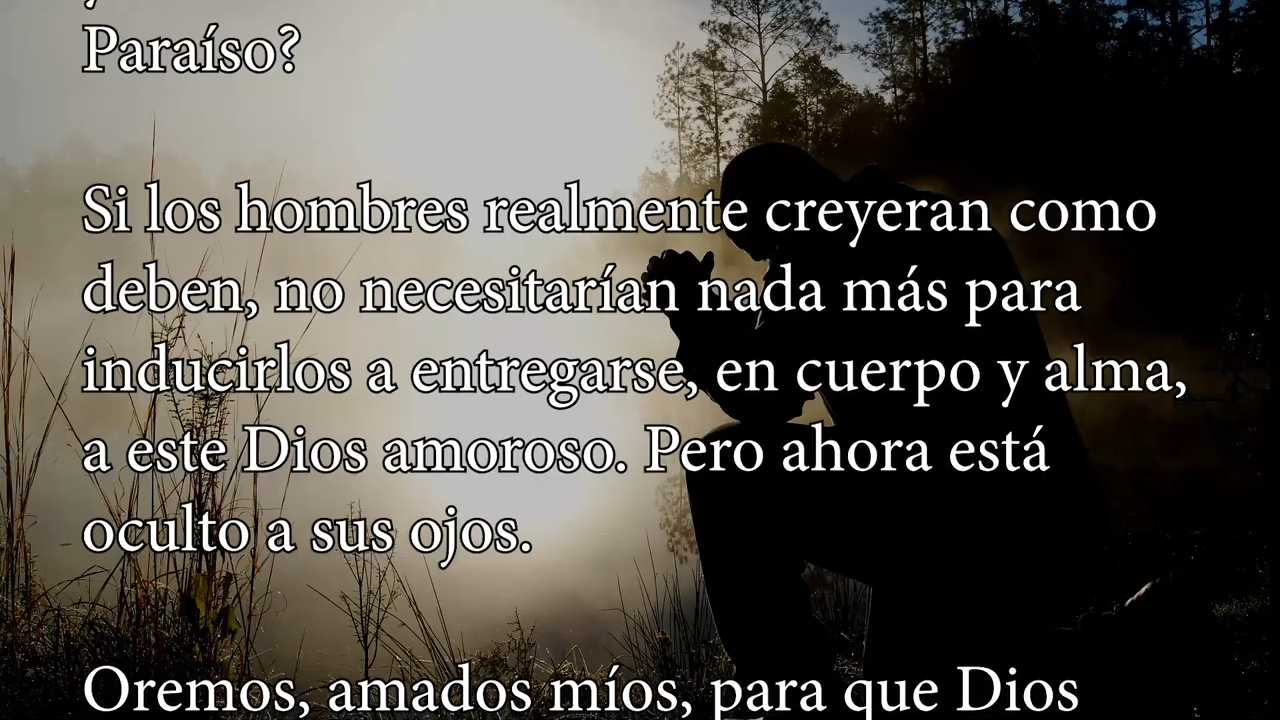 Paraíso?
Si los hombres realmente creyeran como
deben, no necesitarían nada más para
inducirlos a entregarse, en cuerpo y alma,
a este Dios amoroso. Pero ahora está
oculto a sus ojos.
Oremos, amados míos, para que Dios